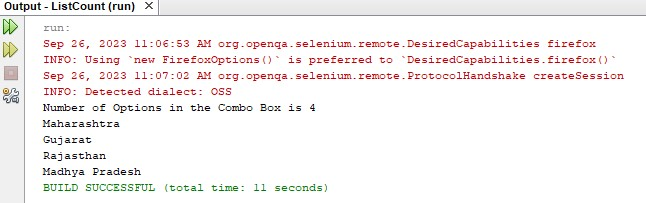 Output - ListCount (run) ×
run:
Sep 26, 2023 11:06:53 AM org.openqa.selenium.remote.DesiredCapabilities firefox
INFO: Using `new FirefoxOptions()` is preferred to `DesiredCapabilities.firefox()`
Sep 26, 2023 11:07:02 AM org.openqa.selenium.remote.ProtocolHandshake createSession
INFO: Detected dialect: OSS
Number of Options in the Combo Box is 4
Maharashtra
Gujarat
Rajasthan
Madhya Pradesh
BUILD SUCCESSFUL (total time: 11 seconds)